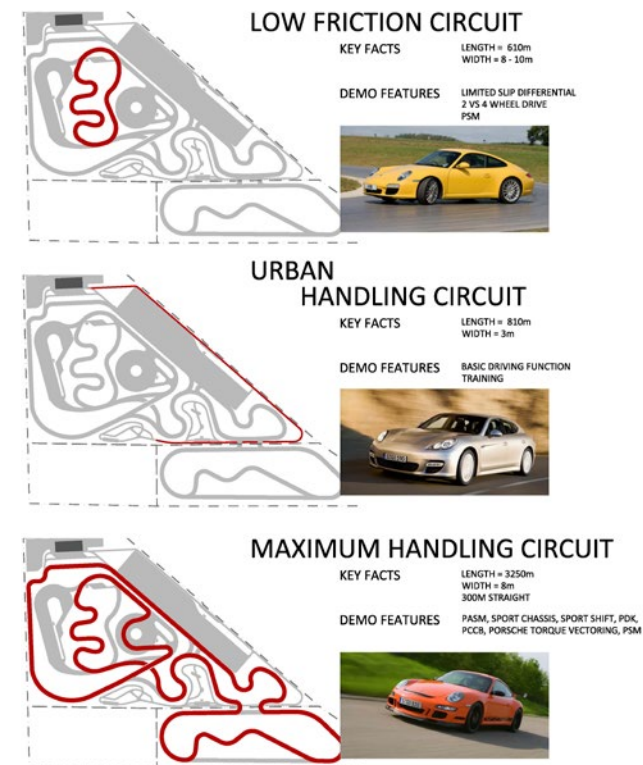 LOW FRICTION CIRCUIT
KEY FACTS
LENGTH = 610m
WIDTH = 8 - 10m
DEMO FEATURES
LIMITED SLIP DIFFERENTIAL
2 VS 4 WHEEL DRIVE
PSM
URBAN
HANDLING CIRCUIT
KEY FACTS
LENGTH = 810m
WIDTH = 3m
DEMO FEATURES
BASIC DRIVING FUNCTION
TRAINING
MAXIMUM HANDLING CIRCUIT
KEY FACTS
LENGTH = 3250m
WIDTH = 8m
300M STRAIGHT
DEMO FEATURES
PASM, SPORT CHASSIS, SPORT SHIFT, PDK,
PCCB, PORSCHE TORQUE VECTORING, PSM